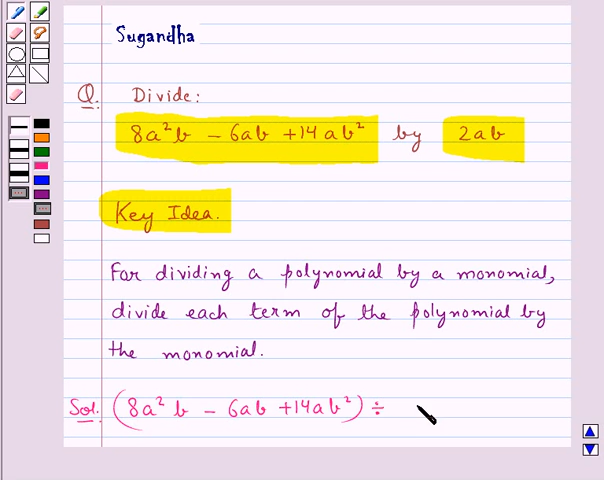 Sugandha
Q. Divide:
8a²b - 6ab + 14ab² by 2ab
Key Idea.
For dividing a polynomial by a monomial,
divide each term of the polynomial by
the monomial.
Sol. (8a²b - 6ab + 14ab²) ÷